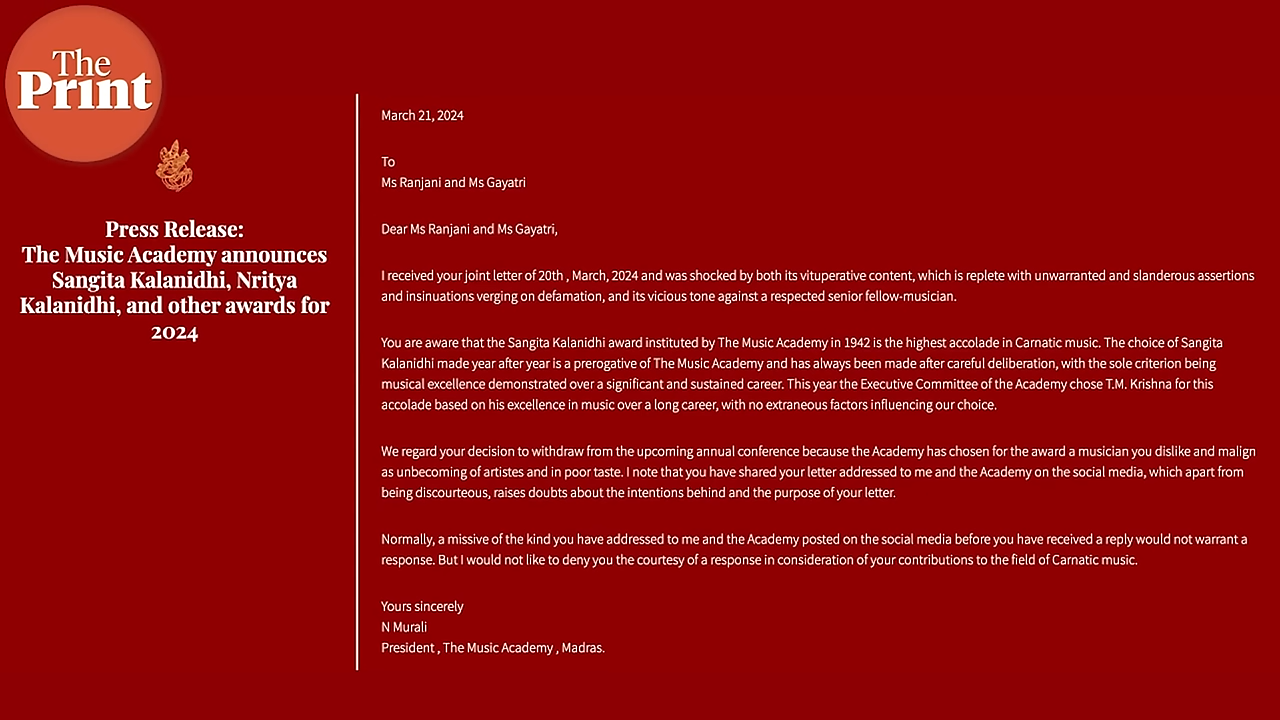 The
Print
Press Release:
The Music Academy announces
Sangita Kalanidhi, Nritya
Kalanidhi, and other awards for
2024
March 21, 2024
To
Ms Ranjani and Ms Gayatri
Dear Ms Ranjani and Ms Gayatri,
I received your joint letter of 20th , March, 2024 and was shocked by both its vituperative content, which is replete with unwarranted and slanderous assertions
and insinuations verging on defamation, and its vicious tone against a respected senior fellow-musician.
You are aware that the Sangita Kalanidhi award instituted by The Music Academy in 1942 is the highest accolade in Carnatic music. The choice of Sangita
Kalanidhi made year after year is a prerogative of The Music Academy and has always been made after careful deliberation, with the sole criterion being
musical excellence demonstrated over a significant and sustained career. This year the Executive Committee of the Academy chose T.M. Krishna for this
accolade based on his excellence in music over a long career, with no extraneous factors influencing our choice.
We regard your decision to withdraw from the upcoming annual conference because the Academy has chosen for the award a musician you dislike and malign
as unbecoming of artistes and in poor taste. I note that you have shared your letter addressed to me and the Academy on the social media, which apart from
being discourteous, raises doubts about the intentions behind and the purpose of your letter.
Normally, a missive of the kind you have addressed to me and the Academy posted on the social media before you have received a reply would not warrant a
response. But I would not like to deny you the courtesy of a response in consideration of your contributions to the field of Carnatic music.
Yours sincerely
N Murali
President , The Music Academy , Madras.